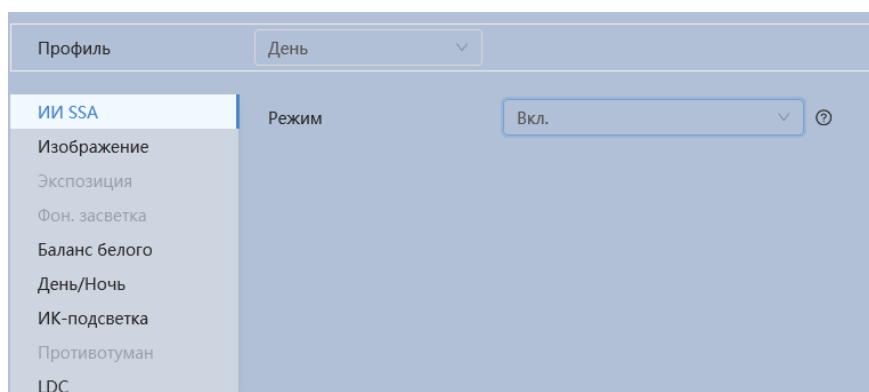 Профиль День
ИИ SSA
Режим Вкл.
Изображение
Экспозиция
Фон. засветка
Баланс белого
День/Ночь
ИК-подсветка
Противотуман
LDC